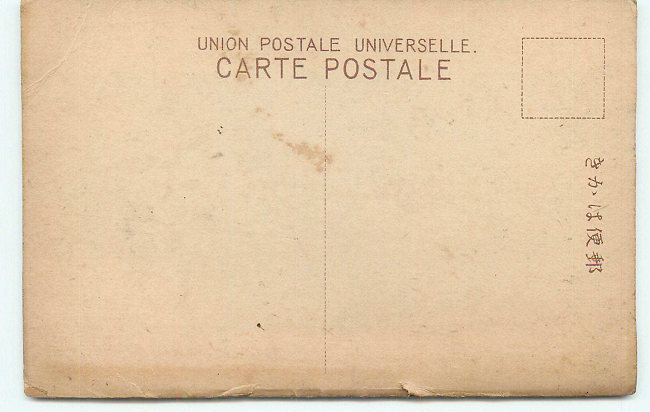 UNION POSTALE UNIVERSELLE.
CARTE POSTALE
きかは便郵